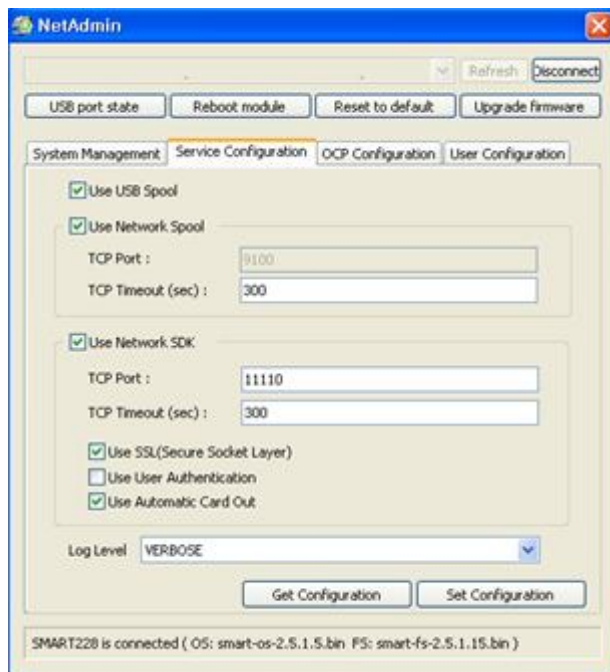 NetAdmin
Refresh Disconnect
USB port state Reboot module Reset to default Upgrade firmware
System Management Service Configuration OCP Configuration User Configuration
Use USB Spool
Use Network Spool
TCP Port : 9100
TCP Timeout (sec) : 300
Use Network SDK
TCP Port : 11110
TCP Timeout (sec) : 300
Use SSL(Secure Socket Layer)
Use User Authentication
Use Automatic Card Out
Log Level VERBOSE
Get Configuration Set Configuration
SMART228 is connected ( OS: smart-os-2.5.1.5.bin FS: smart-fs-2.5.1.15.bin )